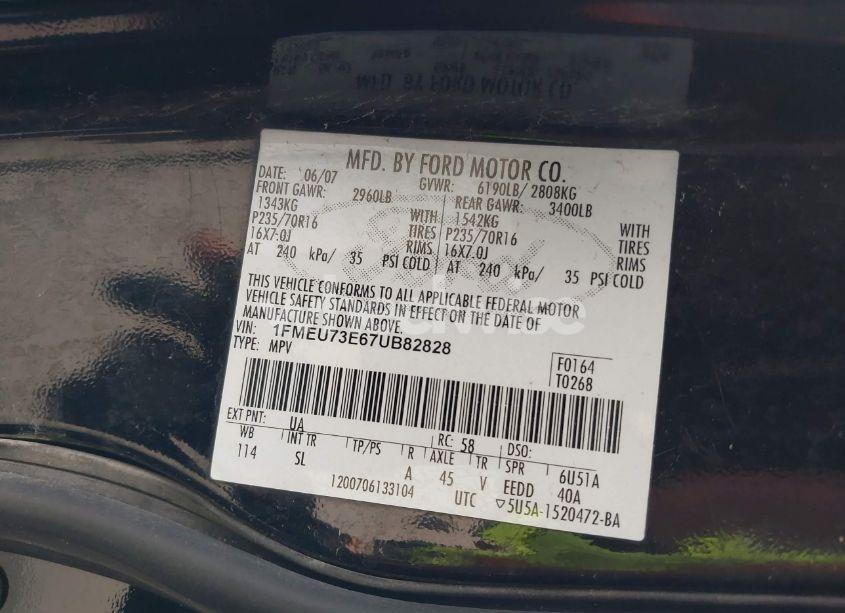 MFD. BY FORD MOTOR CO.
DATE: 06/07 GVWR: 6190LB/ 2808KG
FRONT GAWR: 2960LB REAR GAWR: 3400LB
1343KG WITH 1542KG WITH
P235/70R16 TIRES P235/70R16 TIRES
16X7.0J RIMS 16X7.0J RIMS
AT 240 kPa/ 35 PSI COLD AT 240 kPa/ 35 PSI COLD
THIS VEHICLE CONFORMS TO ALL APPLICABLE FEDERAL MOTOR
VEHICLE SAFETY STANDARDS IN EFFECT ON THE DATE OF
MANUFACTURE SHOWN ABOVE.
VIN: 1FMEU73E67UB82828
TYPE: MPV
F0164
T0268
EXT PNT: UA RC: 58 DSO:
WB INT TR TP/PS R AXLE TR SPR 6U51A
114 SL A 45 V EEDD 40A
1200706133104 UTC ▽5U5A-1520472-BA